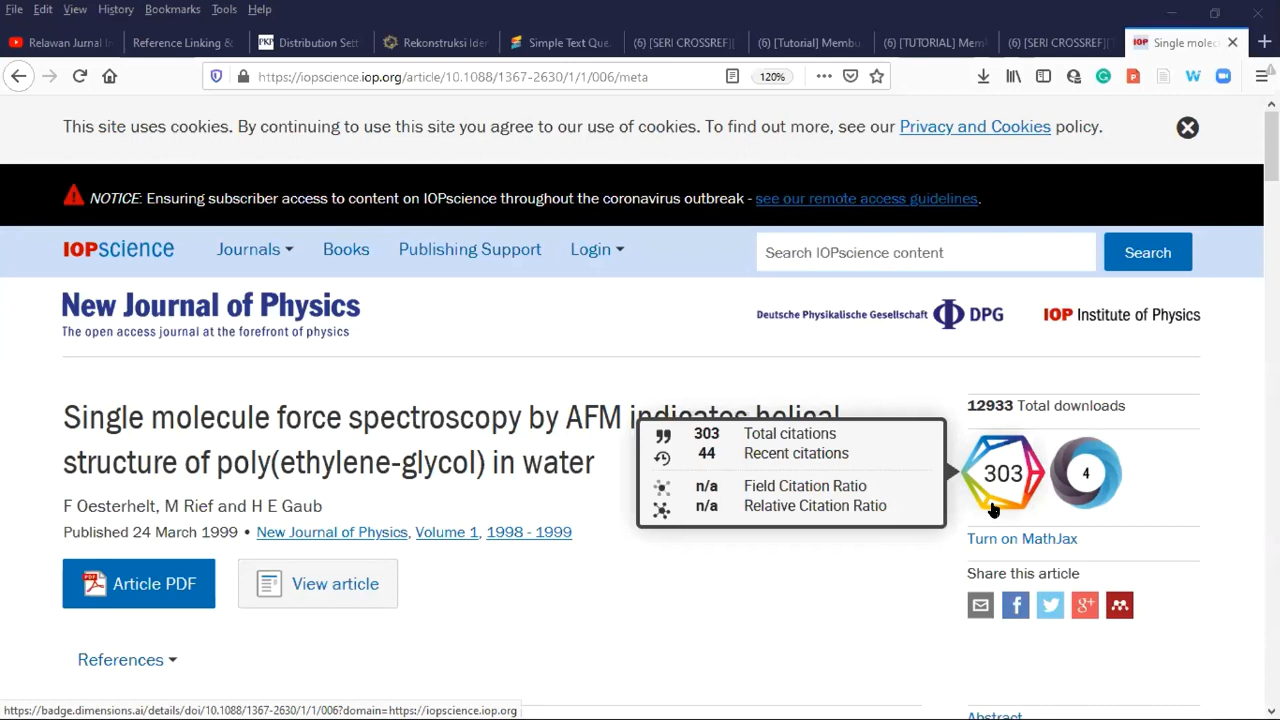 File Edit View History Bookmarks Tools Help
Relawan Jurnal In
Reference Linking &
PKP Distribution Set
Rekonstruksi Ide
Simple Text Que
(6) [SERI CROSSREF]
(6) [Tutorial] Membu
(6) [TUTORIAL] Mem
(6) [SERI CROSSREF]
IOP Single molec
https://iopscience.iop.org/article/10.1088/1367-2630/1/1/006/meta
120%
This site uses cookies. By continuing to use this site you agree to our use of cookies. To find out more, see our Privacy and Cookies policy.
NOTICE: Ensuring subscriber access to content on IOPscience throughout the coronavirus outbreak - see our remote access guidelines.
IOPscience Journals Books Publishing Support Login
Search IOPscience content Search
New Journal of Physics
The open access journal at the forefront of physics
Deutsche Physikalische Gesellschaft DPG
IOP Institute of Physics
Single molecule force spectroscopy by AFM indicates helical
structure of poly(ethylene-glycol) in water
F Oesterhelt, M Rief and H E Gaub
Published 24 March 1999 • New Journal of Physics, Volume 1, 1998 - 1999
Article PDF View article
References
303 Total citations
44 Recent citations
n/a Field Citation Ratio
n/a Relative Citation Ratio
12933 Total downloads
303 4
Turn on MathJax
Share this article
Abstract
https://badge.dimensions.ai/details/doi/10.1088/1367-2630/1/1/006?domain=https://iopscience.iop.org